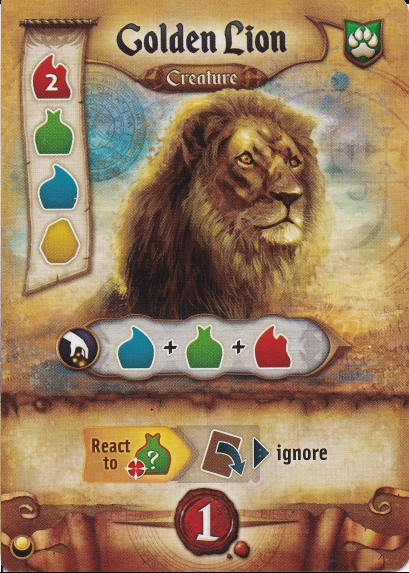 Golden Lion
Creature
2
+ +
React
to ?
ignore
1